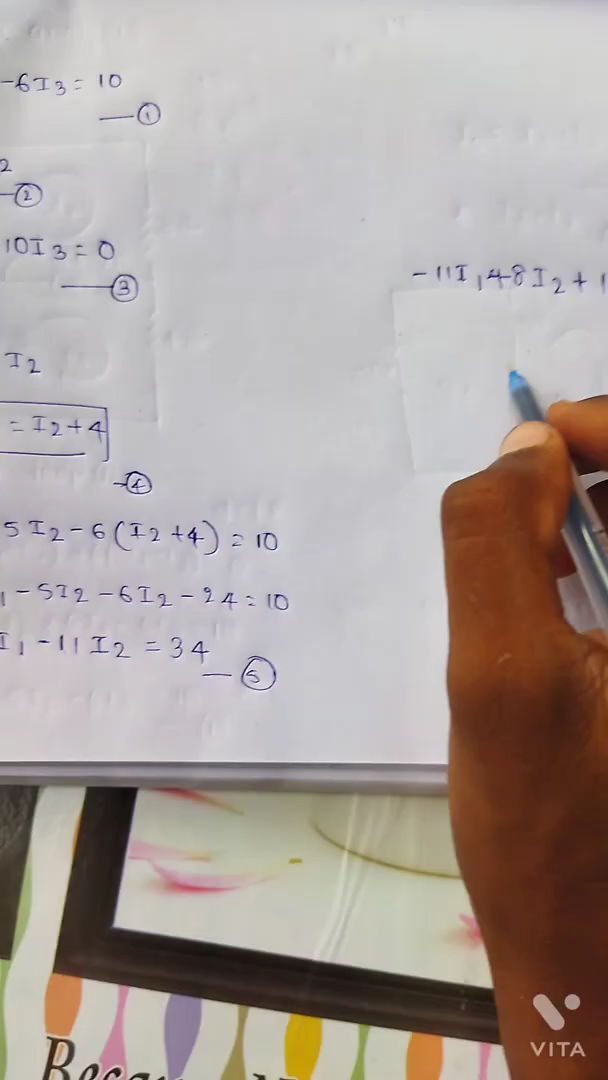 -6I3 = 10
—①
2
—②
10I3 = 0
—③
-11I1+8I2 + 1
I2
= I2+4
—④
5I2 - 6(I2+4) = 10
1 - 5I2 - 6I2 - 24 = 10
I1 - 11I2 = 34
—⑤
VITA